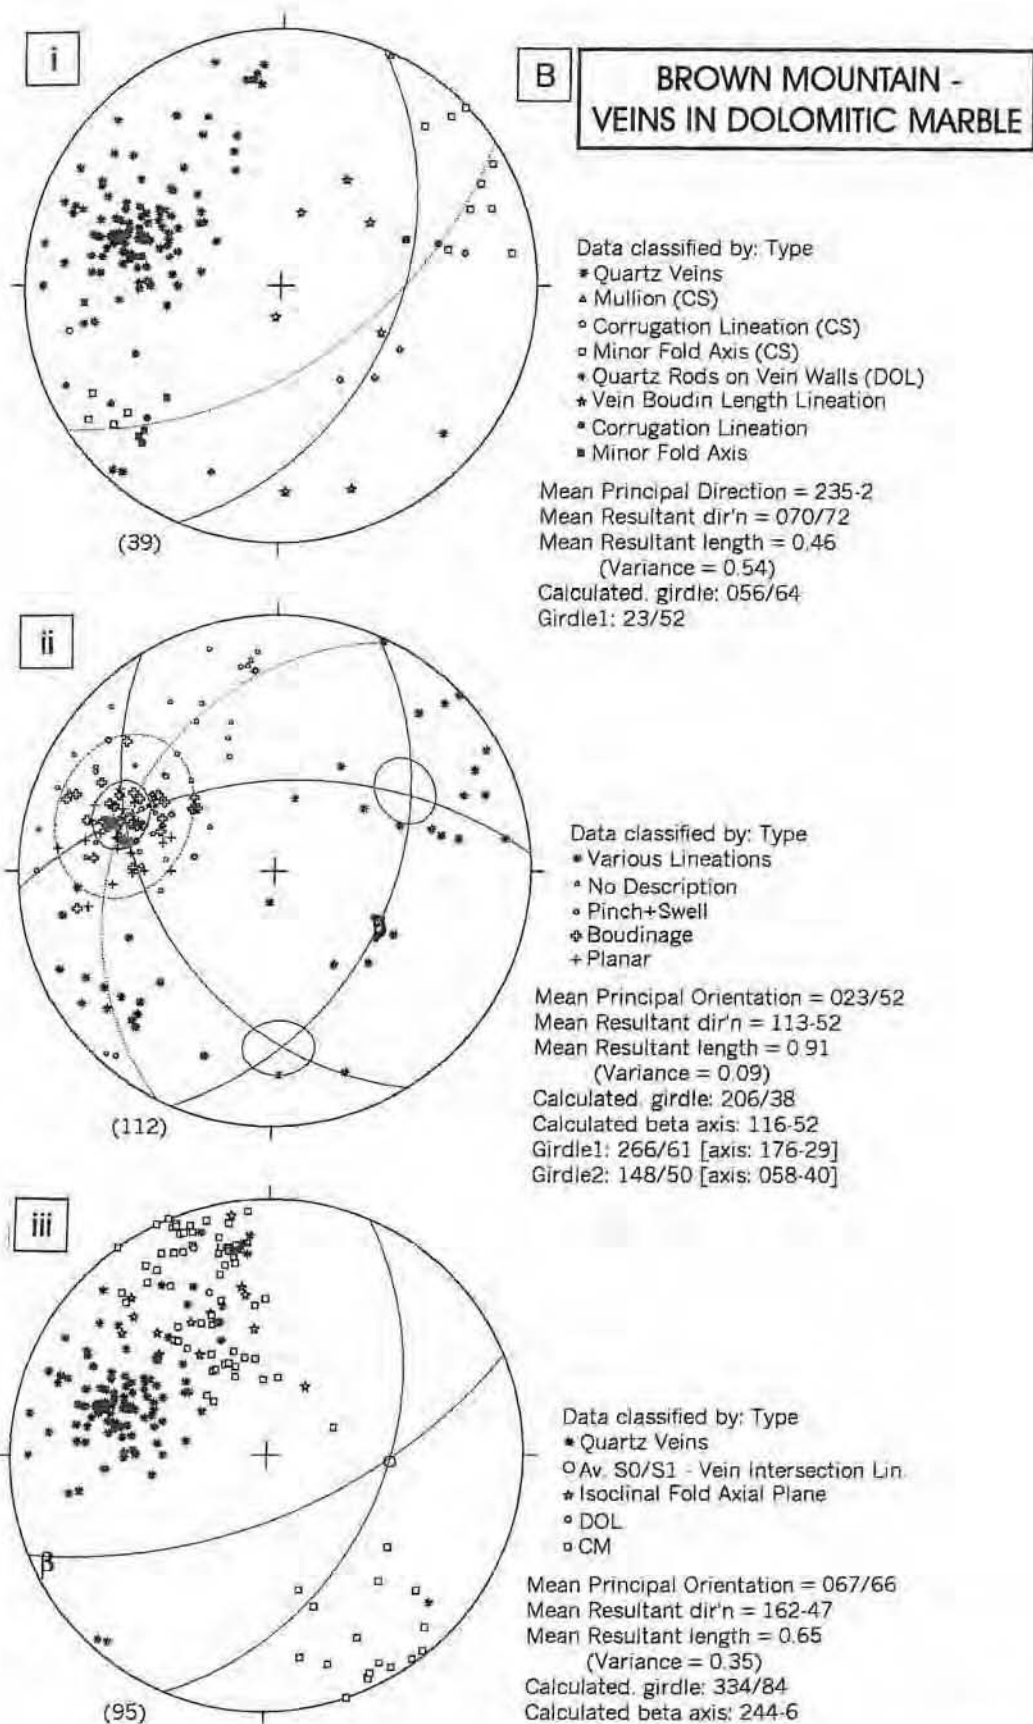 i
B
BROWN MOUNTAIN -
VEINS IN DOLOMITIC MARBLE
Data classified by: Type
Quartz Veins
Mullion (CS)
Corrugation Lineation (CS)
Minor Fold Axis (CS)
Quartz Rods on Vein Walls (DOL)
Vein Boudin Length Lineation
Corrugation Lineation
Minor Fold Axis
Mean Principal Direction = 235-2
Mean Resultant dir'n = 070/72
Mean Resultant length = 0.46
(Variance = 0.54)
Calculated. girdle: 056/64
Girdle1: 23/52
(39)
ii
Data classified by: Type
Various Lineations
No Description
Pinch+Swell
Boudinage
Planar
Mean Principal Orientation = 023/52
Mean Resultant dir'n = 113-52
Mean Resultant length = 0.91
(Variance = 0.09)
Calculated. girdle: 206/38
Calculated beta axis: 116-52
Girdle1: 266/61 [axis: 176-29]
Girdle2: 148/50 [axis: 058-40]
(112)
iii
Data classified by: Type
Quartz Veins
Av. S0/S1 - Vein Intersection Lin.
Isoclinal Fold Axial Plane
DOL
CM
β
Mean Principal Orientation = 067/66
Mean Resultant dir'n = 162-47
Mean Resultant length = 0.65
(Variance = 0.35)
Calculated. girdle: 334/84
Calculated beta axis: 244-6
(95)